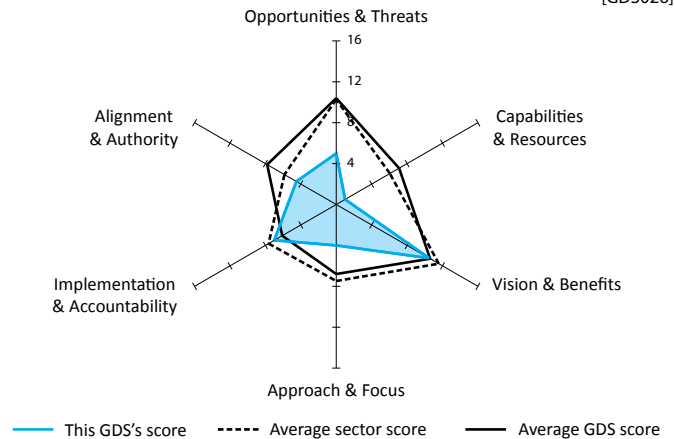 Opportunities & Threats
16
12
8
4
Alignment
& Authority
Capabilities
& Resources
Implementation
& Accountability
Vision & Benefits
Approach & Focus
This GDS's score
Average sector score
Average GDS score